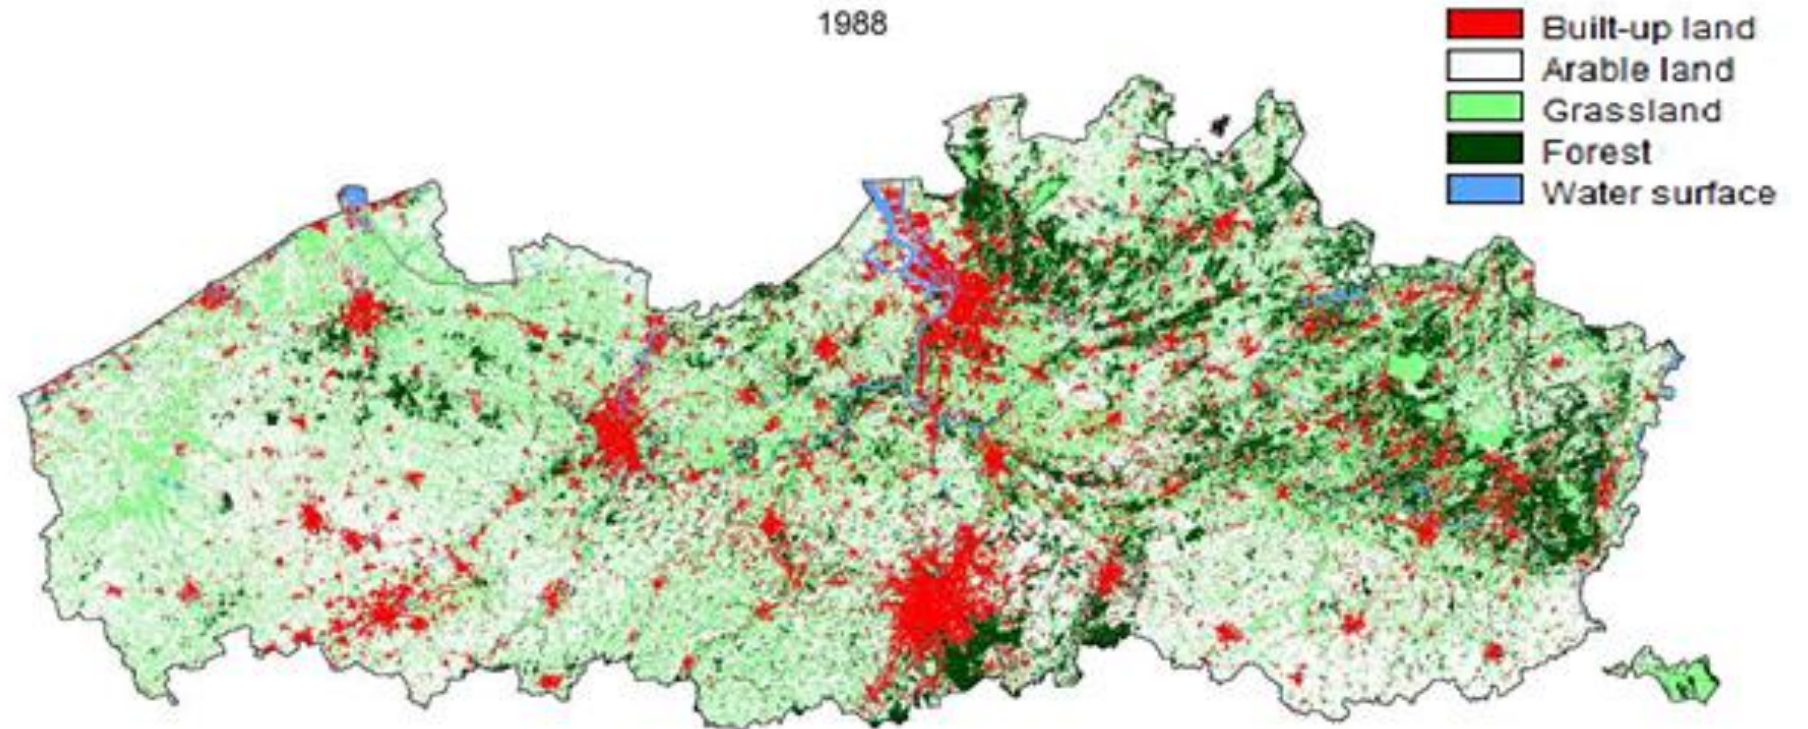 1988
Built-up land
Arable land
Grassland
Forest
Water surface